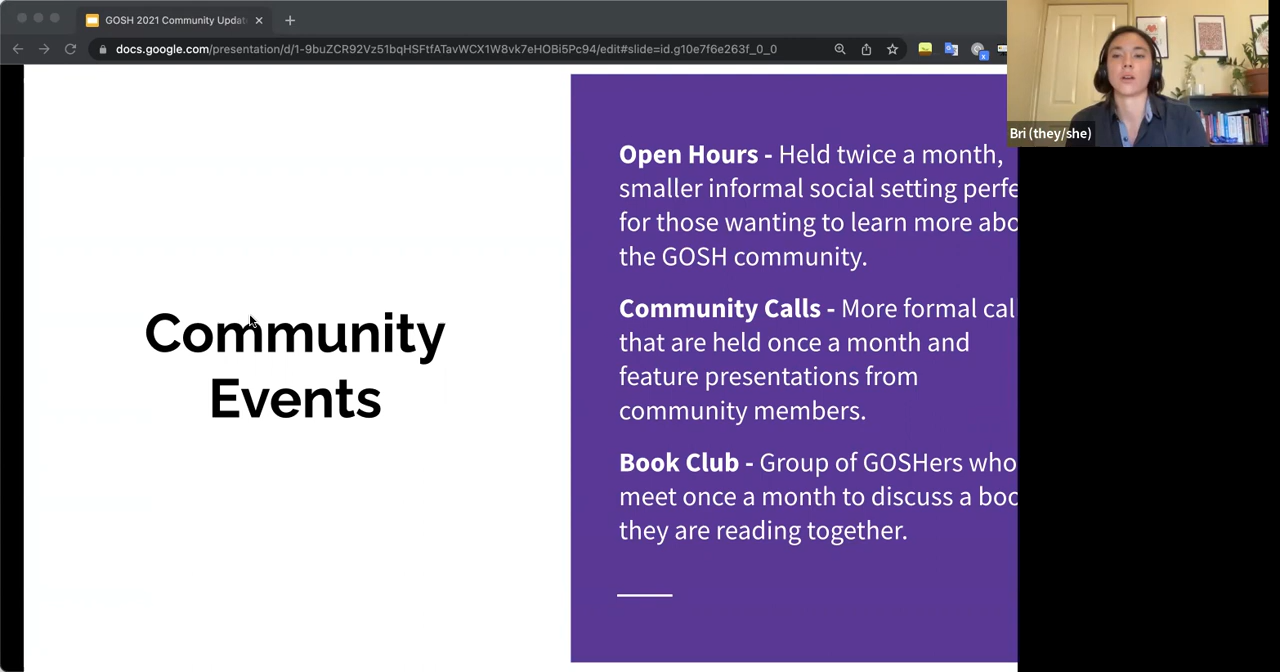 GOSH 2021 Community Updat
docs.google.com/presentation/d/1-9buZCR92Vz51bqHSFtfATavWCX1W8vk7eHOBi5Pc94/edit#slide=id.g10e7f6e263f_0_0
Bri (they/she)
Community
Events
Open Hours - Held twice a month,
smaller informal social setting perfe
for those wanting to learn more abo
the GOSH community.
Community Calls - More formal cal
that are held once a month and
feature presentations from
community members.
Book Club - Group of GOSHers who
meet once a month to discuss a boo
they are reading together.